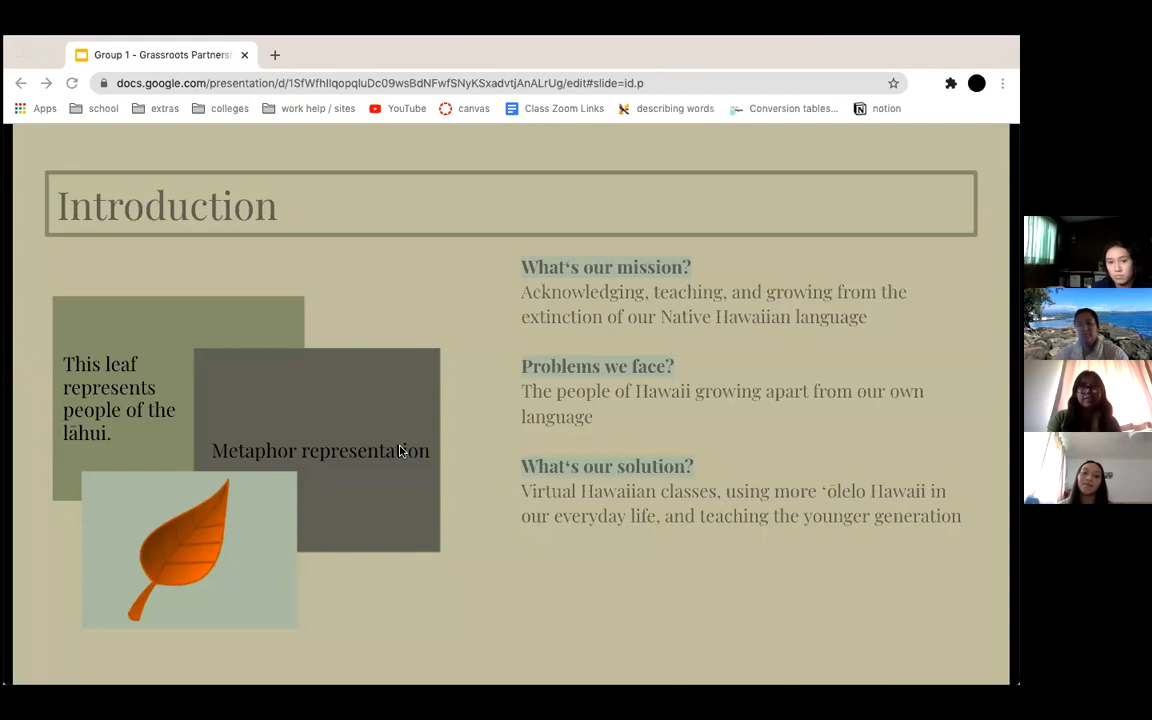 Group 1 - Grassroots Partners
docs.google.com/presentation/d/1SfWfhIlqopqluDc09wsBdNFwfSNyKSxadvtjAnALrUg/edit#slide=id.p
Apps school extras colleges work help / sites YouTube canvas Class Zoom Links describing words Conversion tables... notion
Introduction
This leaf
represents
people of the
lāhui.
Metaphor representation
What‘s our mission?
Acknowledging, teaching, and growing from the
extinction of our Native Hawaiian language
Problems we face?
The people of Hawaii growing apart from our own
language
What‘s our solution?
Virtual Hawaiian classes, using more ʻōlelo Hawaii in
our everyday life, and teaching the younger generation